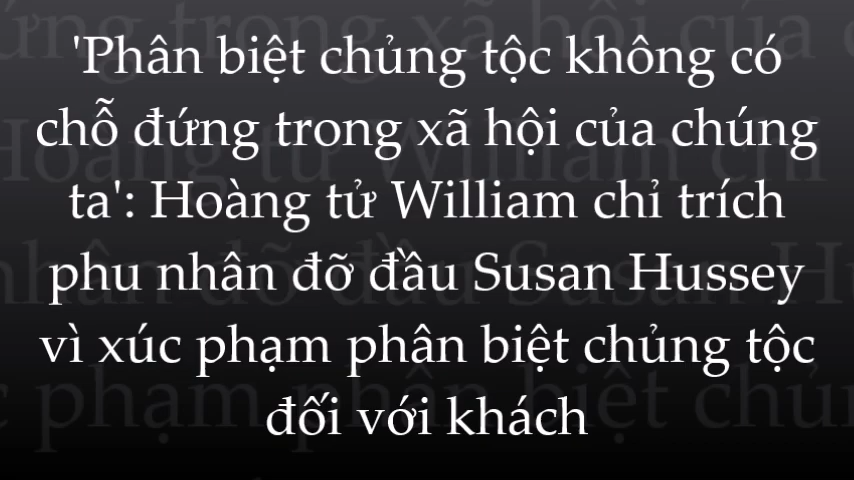 'Phân biệt chủng tộc không có
chỗ đứng trong xã hội của chúng
ta': Hoàng tử William chỉ trích
phu nhân đỡ đầu Susan Hussey
vì xúc phạm phân biệt chủng tộc
đối với khách